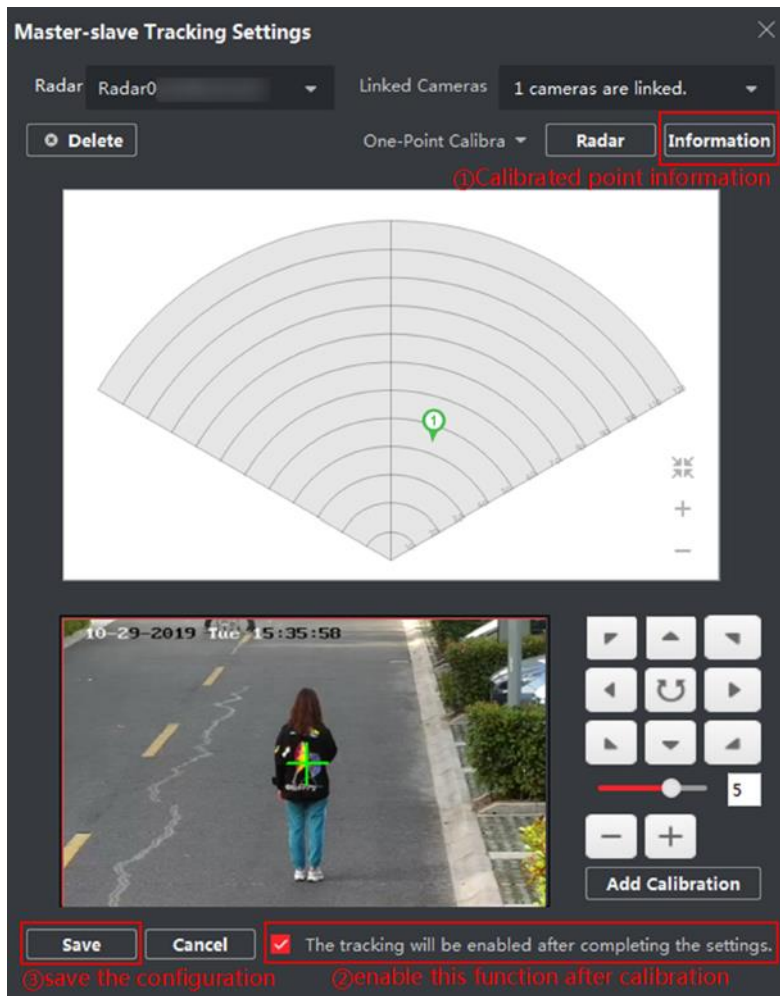 Master-slave Tracking Settings
Radar Radar0 Linked Cameras 1 cameras are linked.
Delete One-Point Calibra Radar Information
①Calibrated point information
1
10-29-2019 Tue 15:35:58
5
Add Calibration
Save Cancel The tracking will be enabled after completing the settings.
③save the configuration ②enable this function after calibration